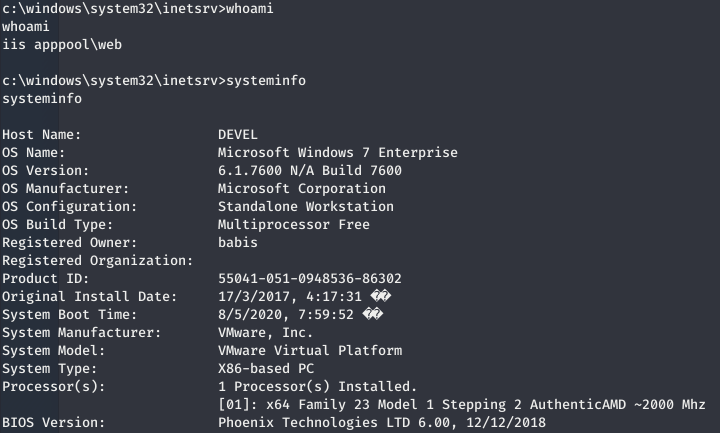 c:\windows\system32\inetsrv>whoami
whoami
iis apppool\web
c:\windows\system32\inetsrv>systeminfo
systeminfo
Host Name: DEVEL
OS Name: Microsoft Windows 7 Enterprise
OS Version: 6.1.7600 N/A Build 7600
OS Manufacturer: Microsoft Corporation
OS Configuration: Standalone Workstation
OS Build Type: Multiprocessor Free
Registered Owner: babis
Registered Organization:
Product ID: 55041-051-0948536-86302
Original Install Date: 17/3/2017, 4:17:31 ��
System Boot Time: 8/5/2020, 7:59:52 ��
System Manufacturer: VMware, Inc.
System Model: VMware Virtual Platform
System Type: X86-based PC
Processor(s): 1 Processor(s) Installed.
[01]: x64 Family 23 Model 1 Stepping 2 AuthenticAMD ~2000 Mhz
BIOS Version: Phoenix Technologies LTD 6.00, 12/12/2018